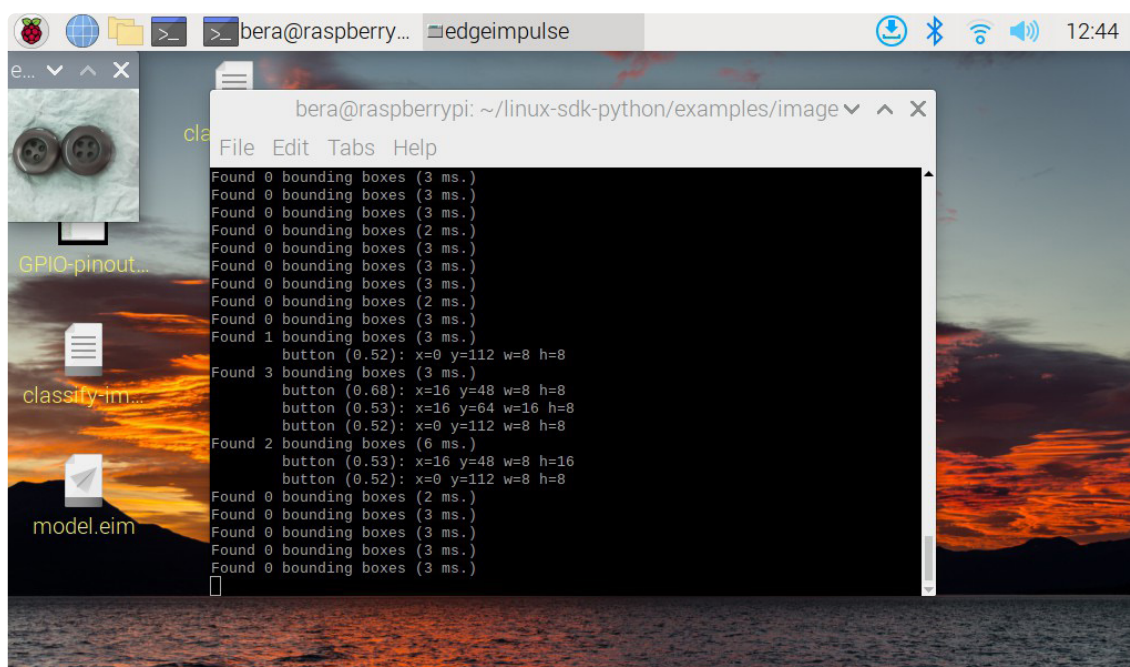 >_ >_ bera@raspberry... edgeimpulse 12:44
e...
bera@raspberrypi: ~/linux-sdk-python/examples/image
cla
File Edit Tabs Help
Found 0 bounding boxes (3 ms.)
Found 0 bounding boxes (3 ms.)
Found 0 bounding boxes (3 ms.)
Found 0 bounding boxes (2 ms.)
Found 0 bounding boxes (3 ms.)
Found 0 bounding boxes (3 ms.)
Found 0 bounding boxes (3 ms.)
Found 0 bounding boxes (2 ms.)
Found 0 bounding boxes (3 ms.)
Found 1 bounding boxes (3 ms.)
button (0.52): x=0 y=112 w=8 h=8
Found 3 bounding boxes (3 ms.)
button (0.68): x=16 y=48 w=8 h=8
button (0.53): x=16 y=64 w=16 h=8
button (0.52): x=0 y=112 w=8 h=8
Found 2 bounding boxes (6 ms.)
button (0.53): x=16 y=48 w=8 h=16
button (0.52): x=0 y=112 w=8 h=8
Found 0 bounding boxes (2 ms.)
Found 0 bounding boxes (3 ms.)
Found 0 bounding boxes (3 ms.)
Found 0 bounding boxes (3 ms.)
Found 0 bounding boxes (3 ms.)
GPIO-pinout...
classify-im...
model.eim